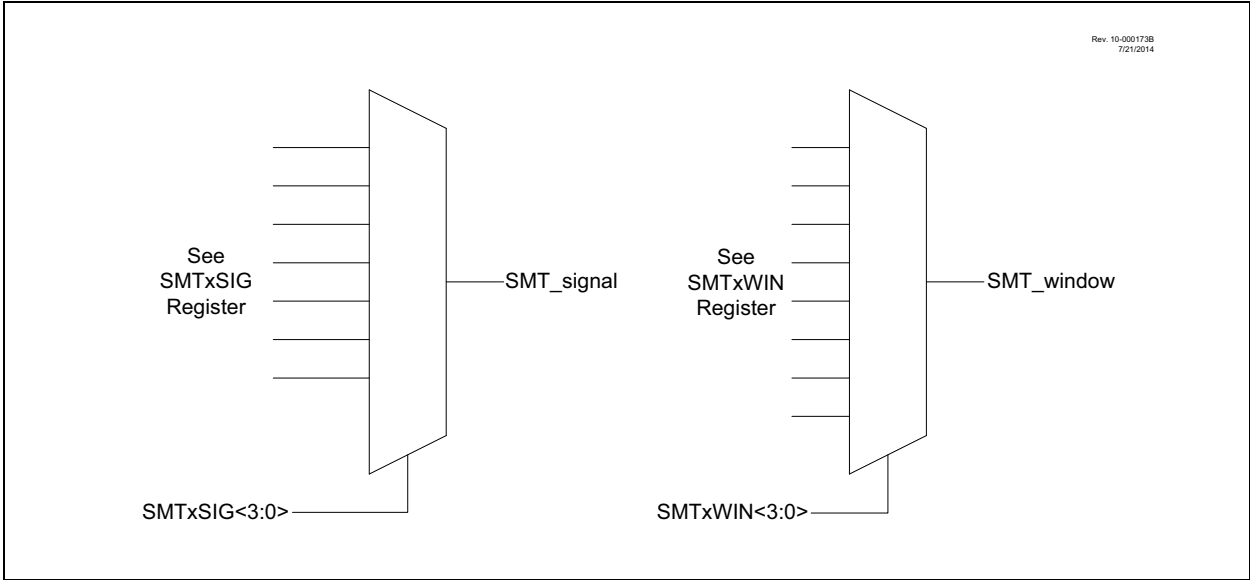 Rev. 10-000173B
7/21/2014
See
SMTxSIG
Register
SMT_signal
SMTxSIG<3:0>
See
SMTxWIN
Register
SMT_window
SMTxWIN<3:0>